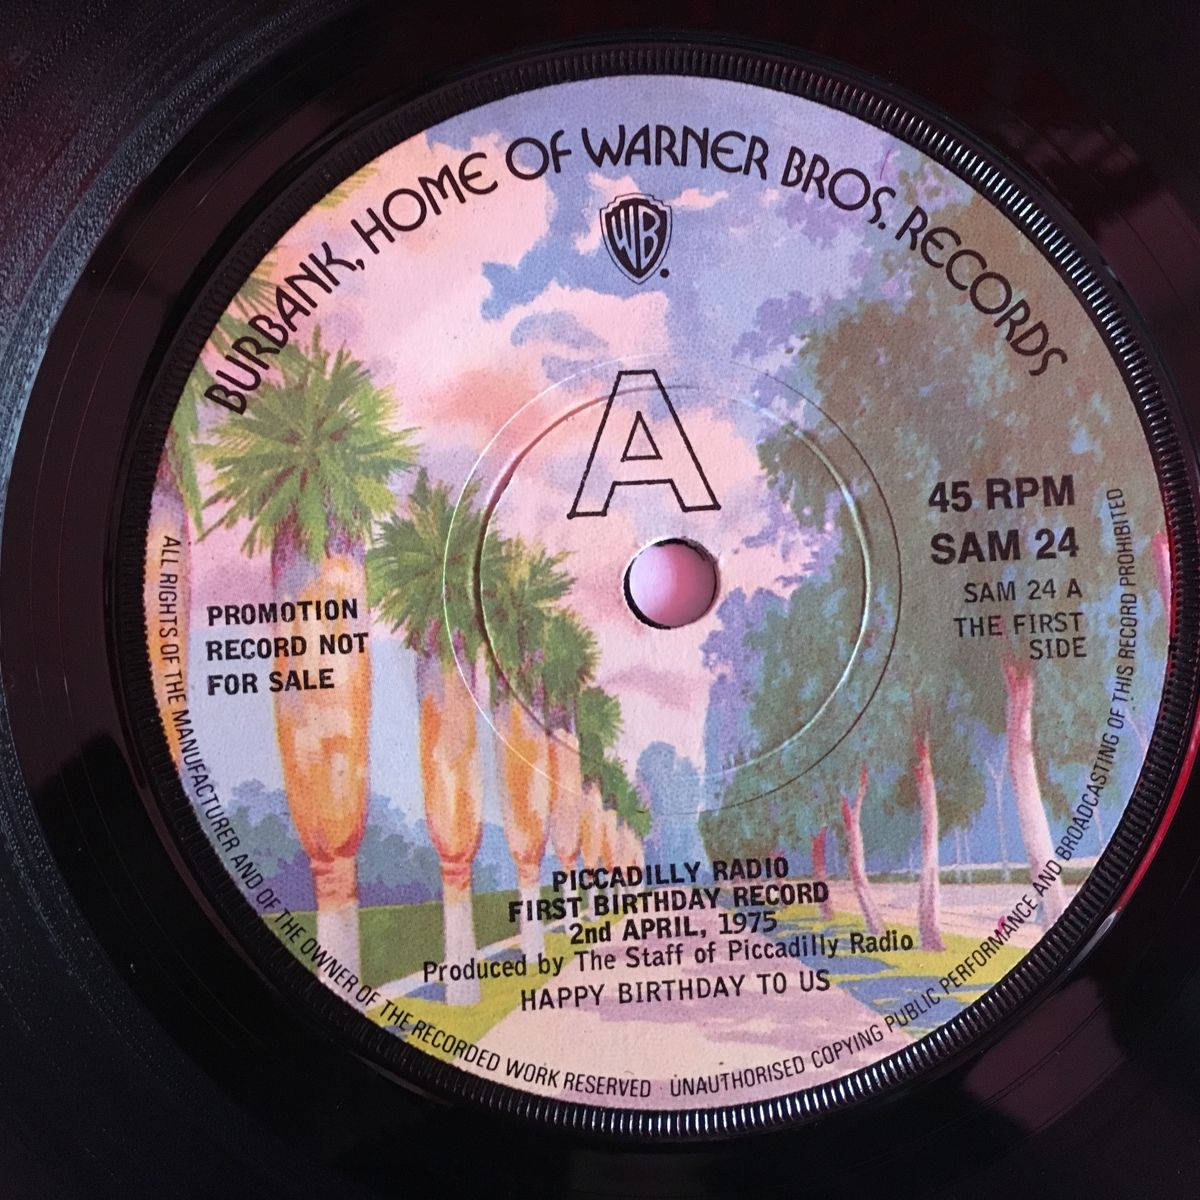 BURBANK, HOME OF WARNER BROS. RECORDS
WB
A
45 RPM
SAM 24
SAM 24 A
THE FIRST
SIDE
PROMOTION
RECORD NOT
FOR SALE
PICCADILLY RADIO
FIRST BIRTHDAY RECORD
2nd APRIL, 1975
Produced by The Staff of Piccadilly Radio
HAPPY BIRTHDAY TO US
ALL RIGHTS OF THE MANUFACTURER AND OF THE OWNER OF THE RECORDED WORK RESERVED · UNAUTHORISED COPYING PUBLIC PERFORMANCE AND BROADCASTING OF THIS RECORD PROHIBITED